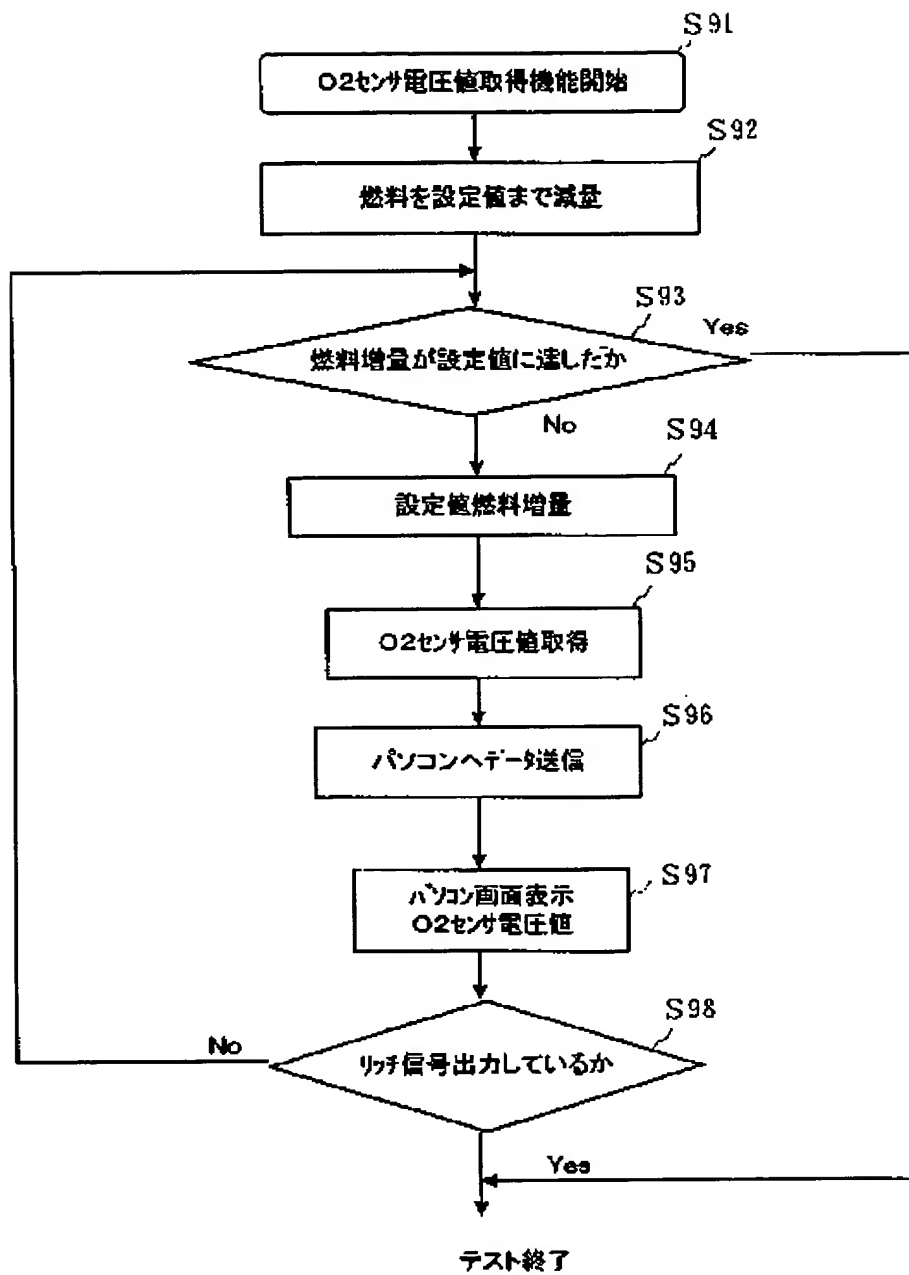 S91
O2センサ電圧値取得機能開始
S92
燃料を設定値まで減量
S93
Yes
燃料増量が設定値に達したか
No
S94
設定値燃料増量
S95
O2センサ電圧値取得
S96
パソコンへデータ送信
S97
パソコン画面表示
O2センサ電圧値
S98
No
リッチ信号出力しているか
Yes
テスト終了